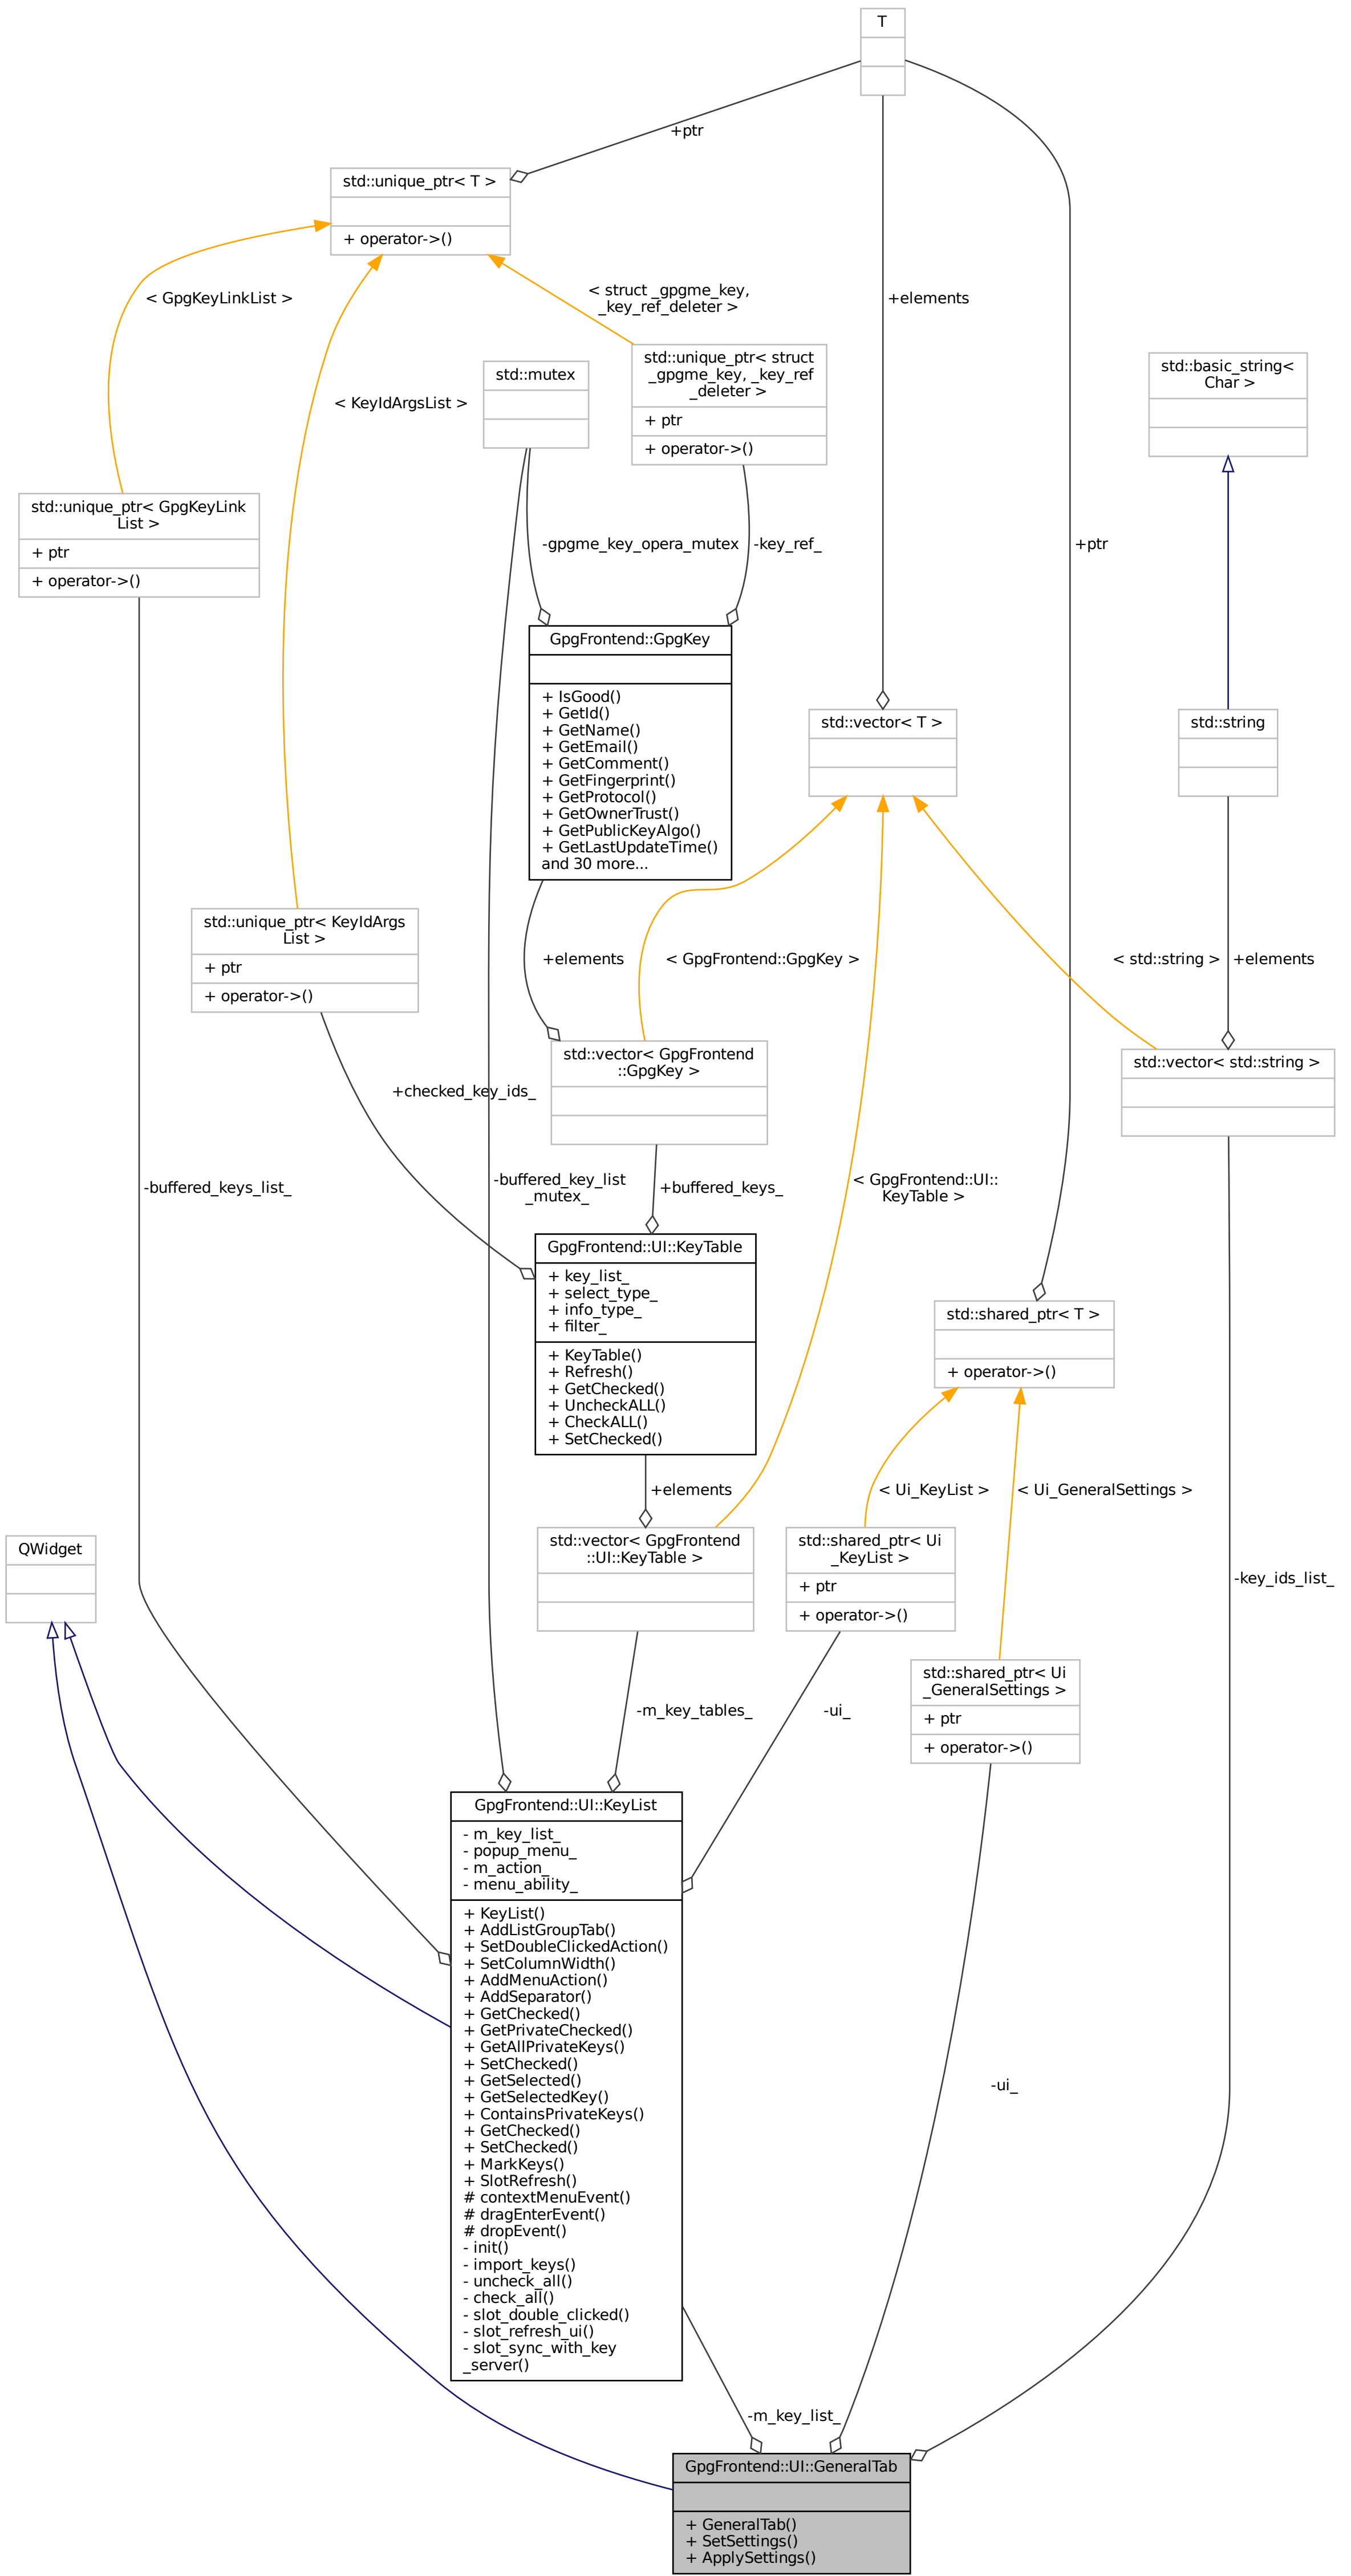 T
+ptr
std::unique_ptr< T >
+ operator->()
< GpgKeyLinkList >
< struct _gpgme_key,
_key_ref_deleter >
+elements
std::mutex
std::unique_ptr< struct
_gpgme_key, _key_ref
_deleter >
+ ptr
+ operator->()
std::basic_string<
Char >
< KeyIdArgsList >
std::unique_ptr< GpgKeyLink
List >
+ ptr
+ operator->()
-gpgme_key_opera_mutex
-key_ref_
+ptr
GpgFrontend::GpgKey
+ IsGood()
+ GetId()
+ GetName()
+ GetEmail()
+ GetComment()
+ GetFingerprint()
+ GetProtocol()
+ GetOwnerTrust()
+ GetPublicKeyAlgo()
+ GetLastUpdateTime()
and 30 more...
std::vector< T >
std::string
std::unique_ptr< KeyIdArgs
List >
+ ptr
+ operator->()
+elements
< GpgFrontend::GpgKey >
< std::string >
+elements
std::vector< GpgFrontend
::GpgKey >
std::vector< std::string >
+checked_key_ids_
-buffered_keys_list_
-buffered_key_list
_mutex_
+buffered_keys_
< GpgFrontend::UI::
KeyTable >
GpgFrontend::UI::KeyTable
+ key_list_
+ select_type_
+ info_type_
+ filter_
+ KeyTable()
+ Refresh()
+ GetChecked()
+ UncheckALL()
+ CheckALL()
+ SetChecked()
std::shared_ptr< T >
+ operator->()
+elements
< Ui_KeyList >
< Ui_GeneralSettings >
QWidget
std::vector< GpgFrontend
::UI::KeyTable >
std::shared_ptr< Ui
_KeyList >
+ ptr
+ operator->()
-key_ids_list_
std::shared_ptr< Ui
_GeneralSettings >
+ ptr
+ operator->()
-m_key_tables_
-ui_
GpgFrontend::UI::KeyList
- m_key_list_
- popup_menu_
- m_action_
- menu_ability_
+ KeyList()
+ AddListGroupTab()
+ SetDoubleClickedAction()
+ SetColumnWidth()
+ AddMenuAction()
+ AddSeparator()
+ GetChecked()
+ GetPrivateChecked()
+ GetAllPrivateKeys()
+ SetChecked()
+ GetSelected()
+ GetSelectedKey()
+ ContainsPrivateKeys()
+ GetChecked()
+ SetChecked()
+ MarkKeys()
+ SlotRefresh()
# contextMenuEvent()
# dragEnterEvent()
# dropEvent()
- init()
- import_keys()
- uncheck_all()
- check_all()
- slot_double_clicked()
- slot_refresh_ui()
- slot_sync_with_key
_server()
-ui_
-m_key_list_
GpgFrontend::UI::GeneralTab
+ GeneralTab()
+ SetSettings()
+ ApplySettings()